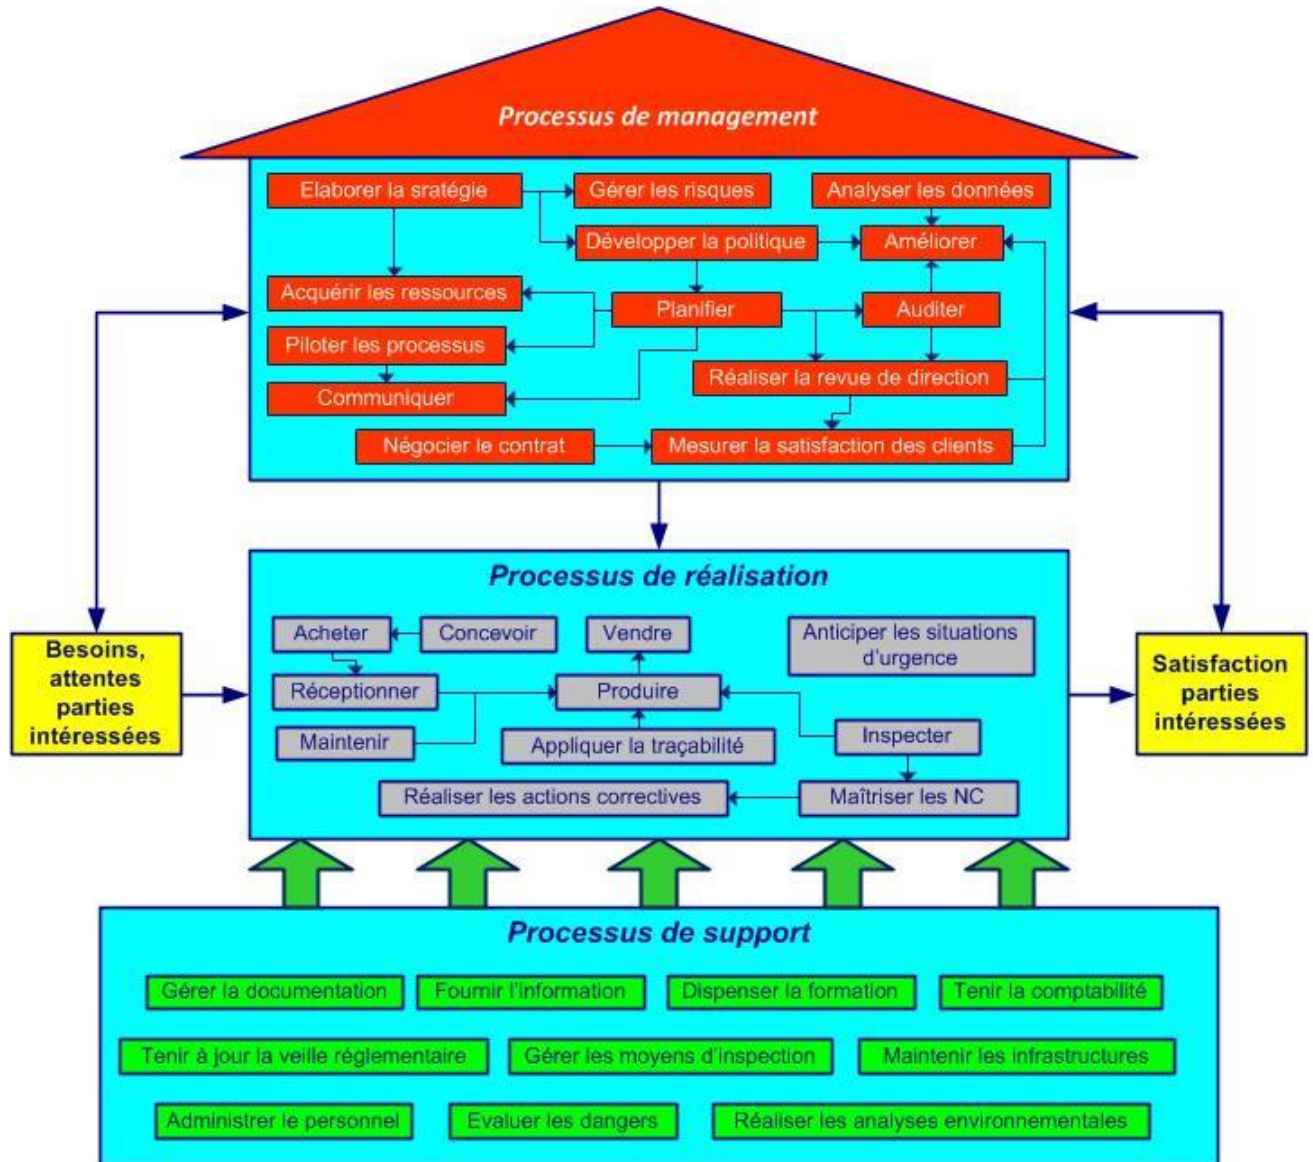 Processus de management
Elaborer la sratégie
Gérer les risques
Analyser les données
Développer la politique
Améliorer
Acquérir les ressources
Planifier
Auditer
Piloter les processus
Réaliser la revue de direction
Communiquer
Négocier le contrat
Mesurer la satisfaction des clients
Processus de réalisation
Acheter
Concevoir
Vendre
Anticiper les situations
d'urgence
Besoins,
attentes
parties
intéressées
Réceptionner
Produire
Satisfaction
parties
intéressées
Maintenir
Appliquer la traçabilité
Inspecter
Réaliser les actions correctives
Maîtriser les NC
Processus de support
Gérer la documentation
Fournir l'information
Dispenser la formation
Tenir la comptabilité
Tenir à jour la veille réglementaire
Gérer les moyens d'inspection
Maintenir les infrastructures
Administrer le personnel
Evaluer les dangers
Réaliser les analyses environnementales